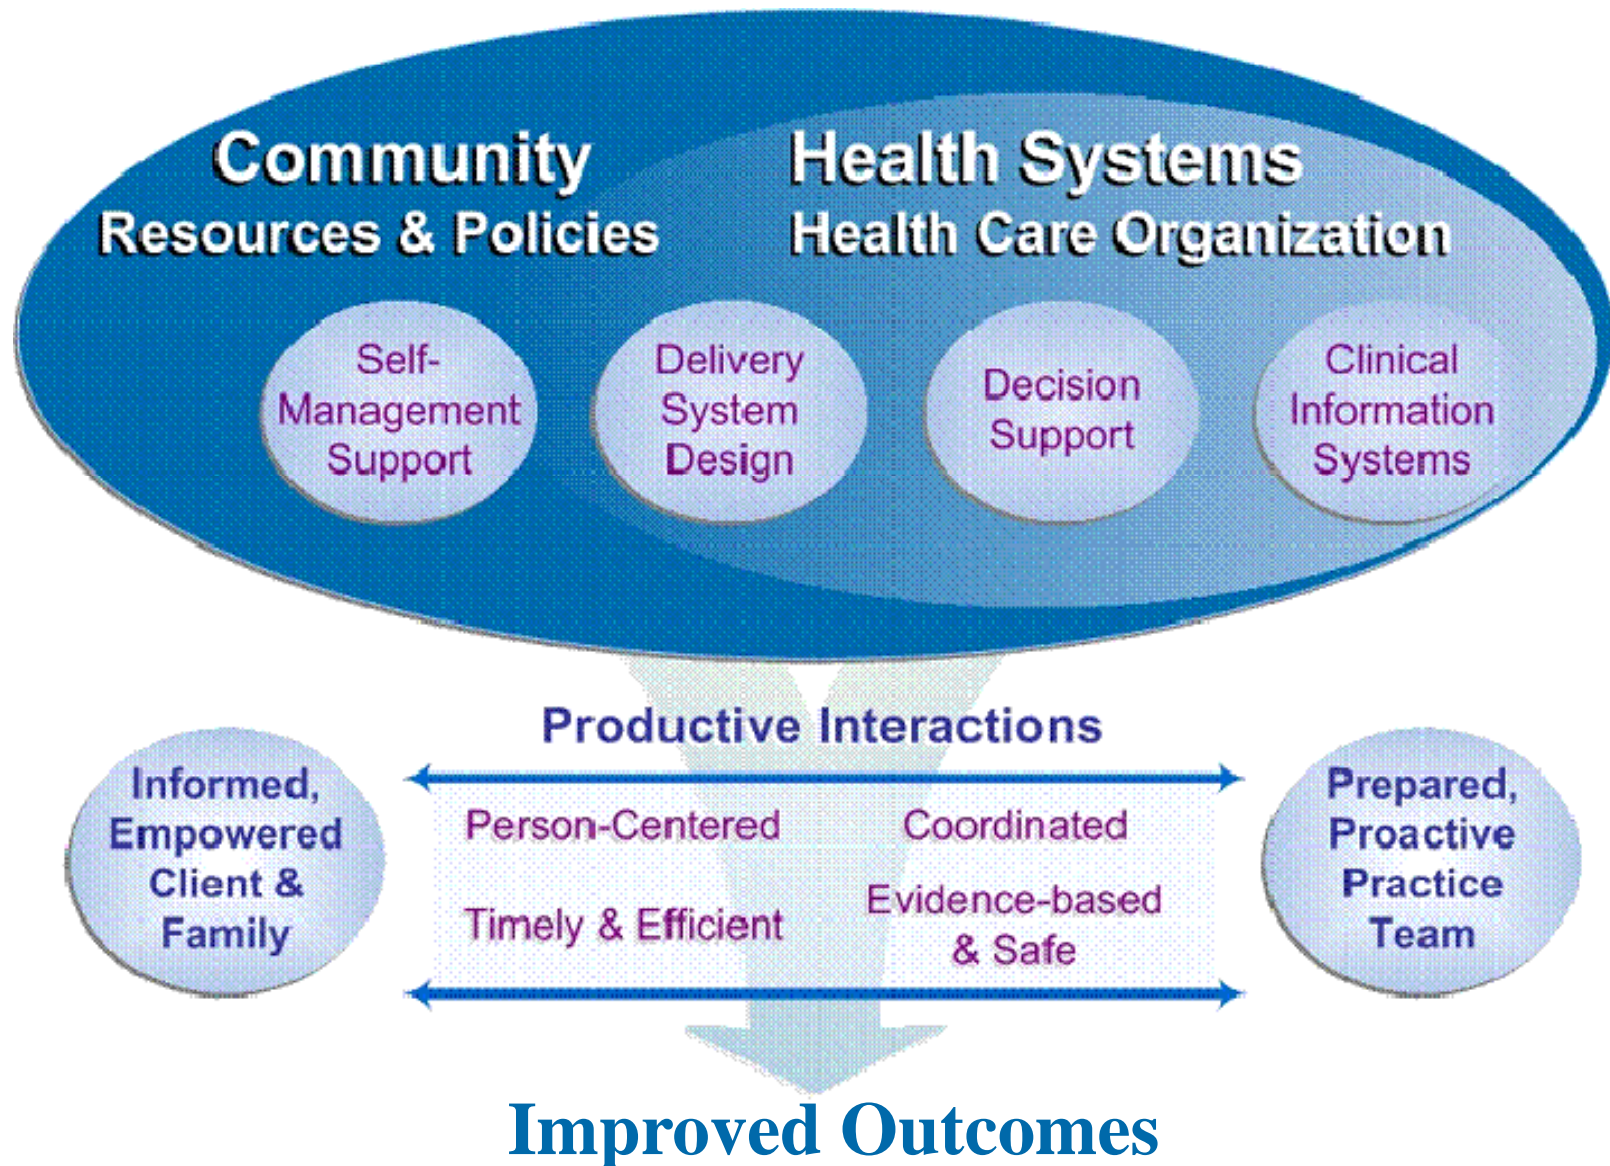 Community
Resources & Policies
Health Systems
Health Care Organization
Self-
Management
Support
Delivery
System
Design
Decision
Support
Clinical
Information
Systems
Productive Interactions
Informed,
Empowered
Client &
Family
Person-Centered
Coordinated
Timely & Efficient
Evidence-based
& Safe
Prepared,
Proactive
Practice
Team
Improved Outcomes